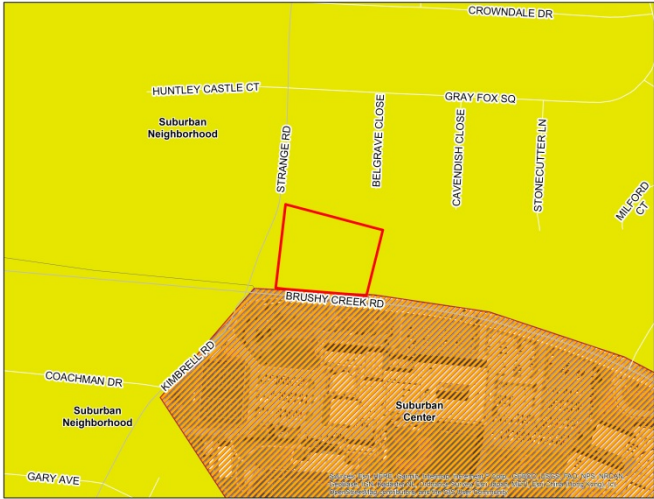 CROWNDALE DR
HUNTLEY CASTLE CT
GRAY FOX SQ
Suburban
Neighborhood
STRANGE RD
BELGRAVE CLOSE
CAVENDISH CLOSE
STONECUTTER LN
MILFORD
CT
BRUSHY CREEK RD
KIMBRELL RD
COACHMAN DR
Suburban
Neighborhood
Suburban
Center
GARY AVE